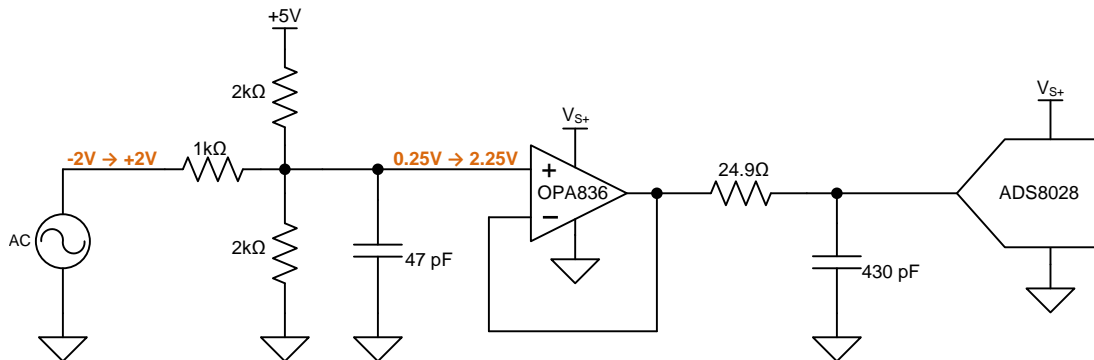 +5V
2kΩ
-2V → +2V
1kΩ
0.25V → 2.25V
VS+
+
OPA836
−
24.9Ω
VS+
ADS8028
AC
2kΩ
47 pF
430 pF